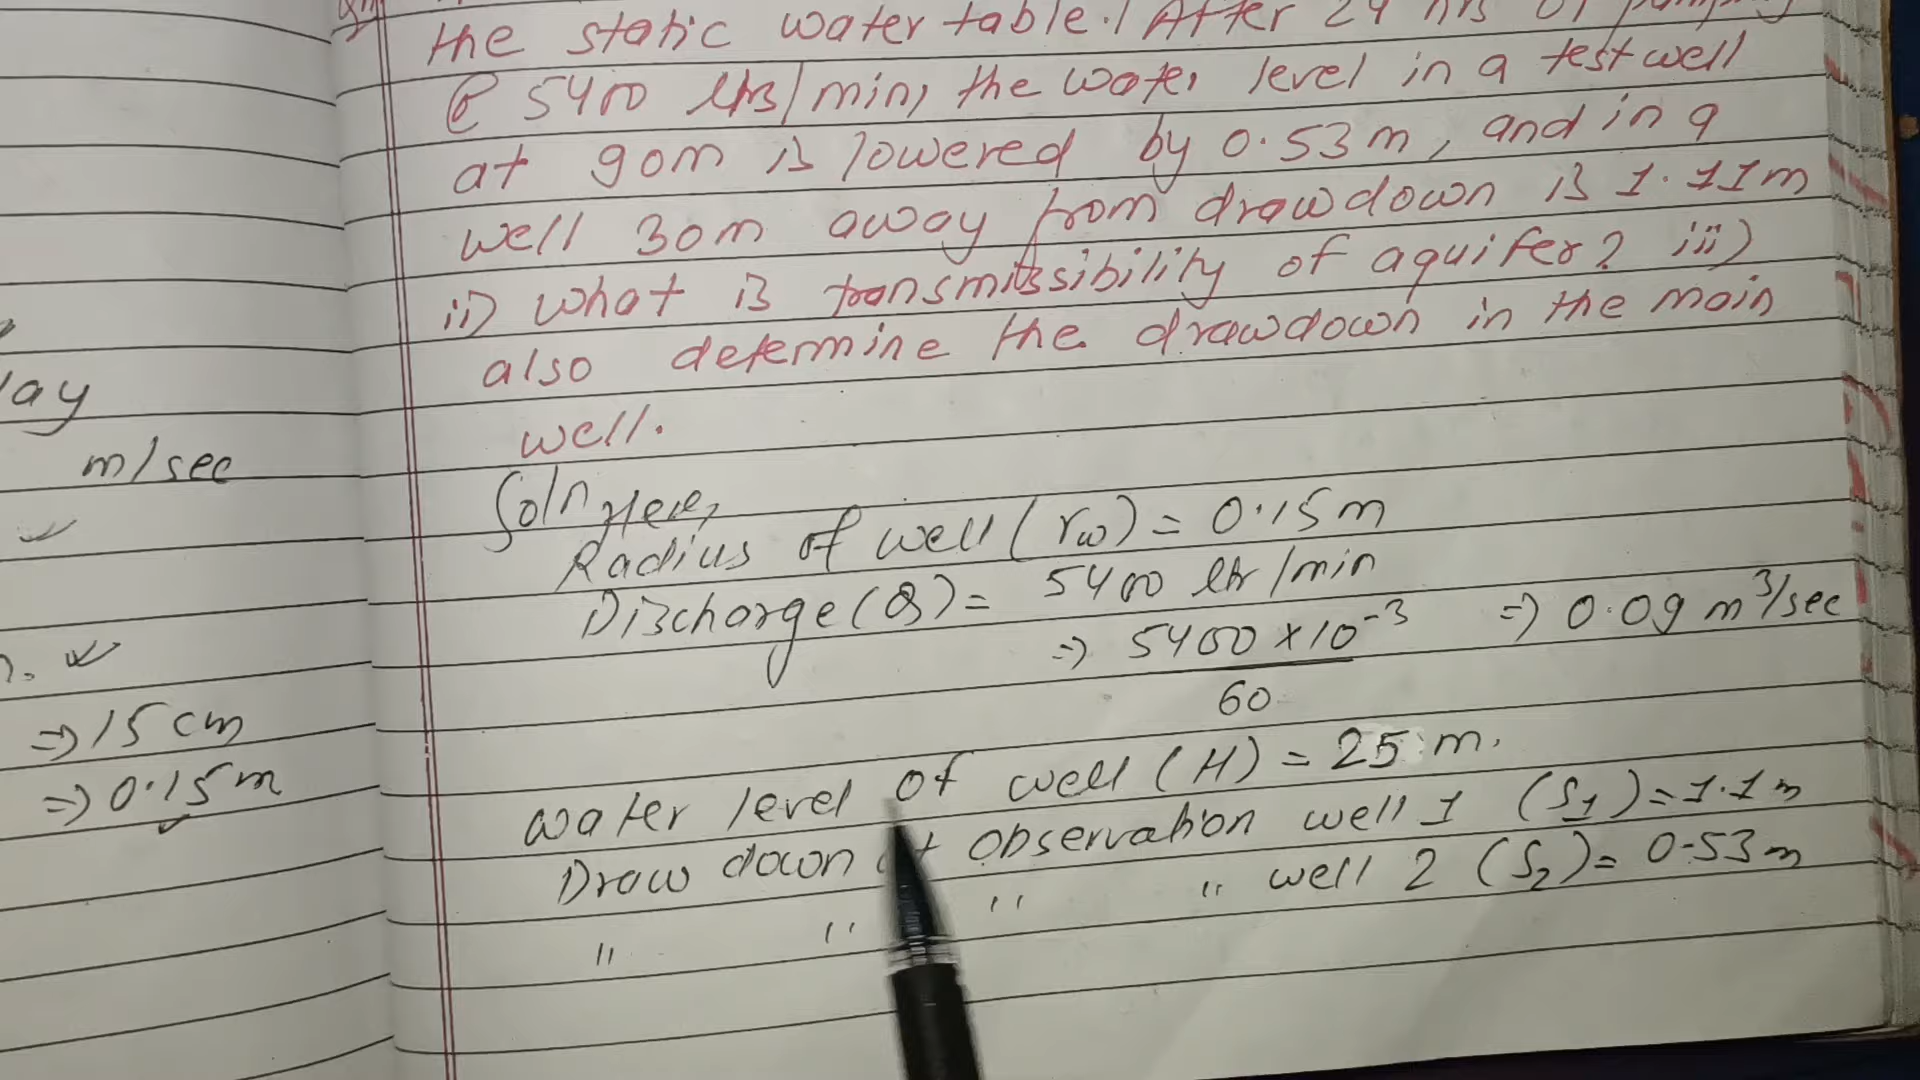 lay
m/sec
⇒ 15 cm
⇒ 0.15 m
the static water table. After 24 hrs of pumping
@ 5400 ltrs/min, the water level in a test well
at 90m is lowered by 0.53 m, and in a
well 30m away from drawdown is 1.11m
ii) what is transmissibility of aquifer? iii)
also determine the drawdown in the main
well.
Soln Here,
Radius of well (rw) = 0.15m
Discharge (Q) = 5400 ltr/min
⇒ 5400 × 10⁻³ ⇒ 0.09 m³/sec
60
water level of well (H) = 25 m.
Draw down at observation well 1 (S₁) = 1.1 m
" " " " well 2 (S₂) = 0.53 m